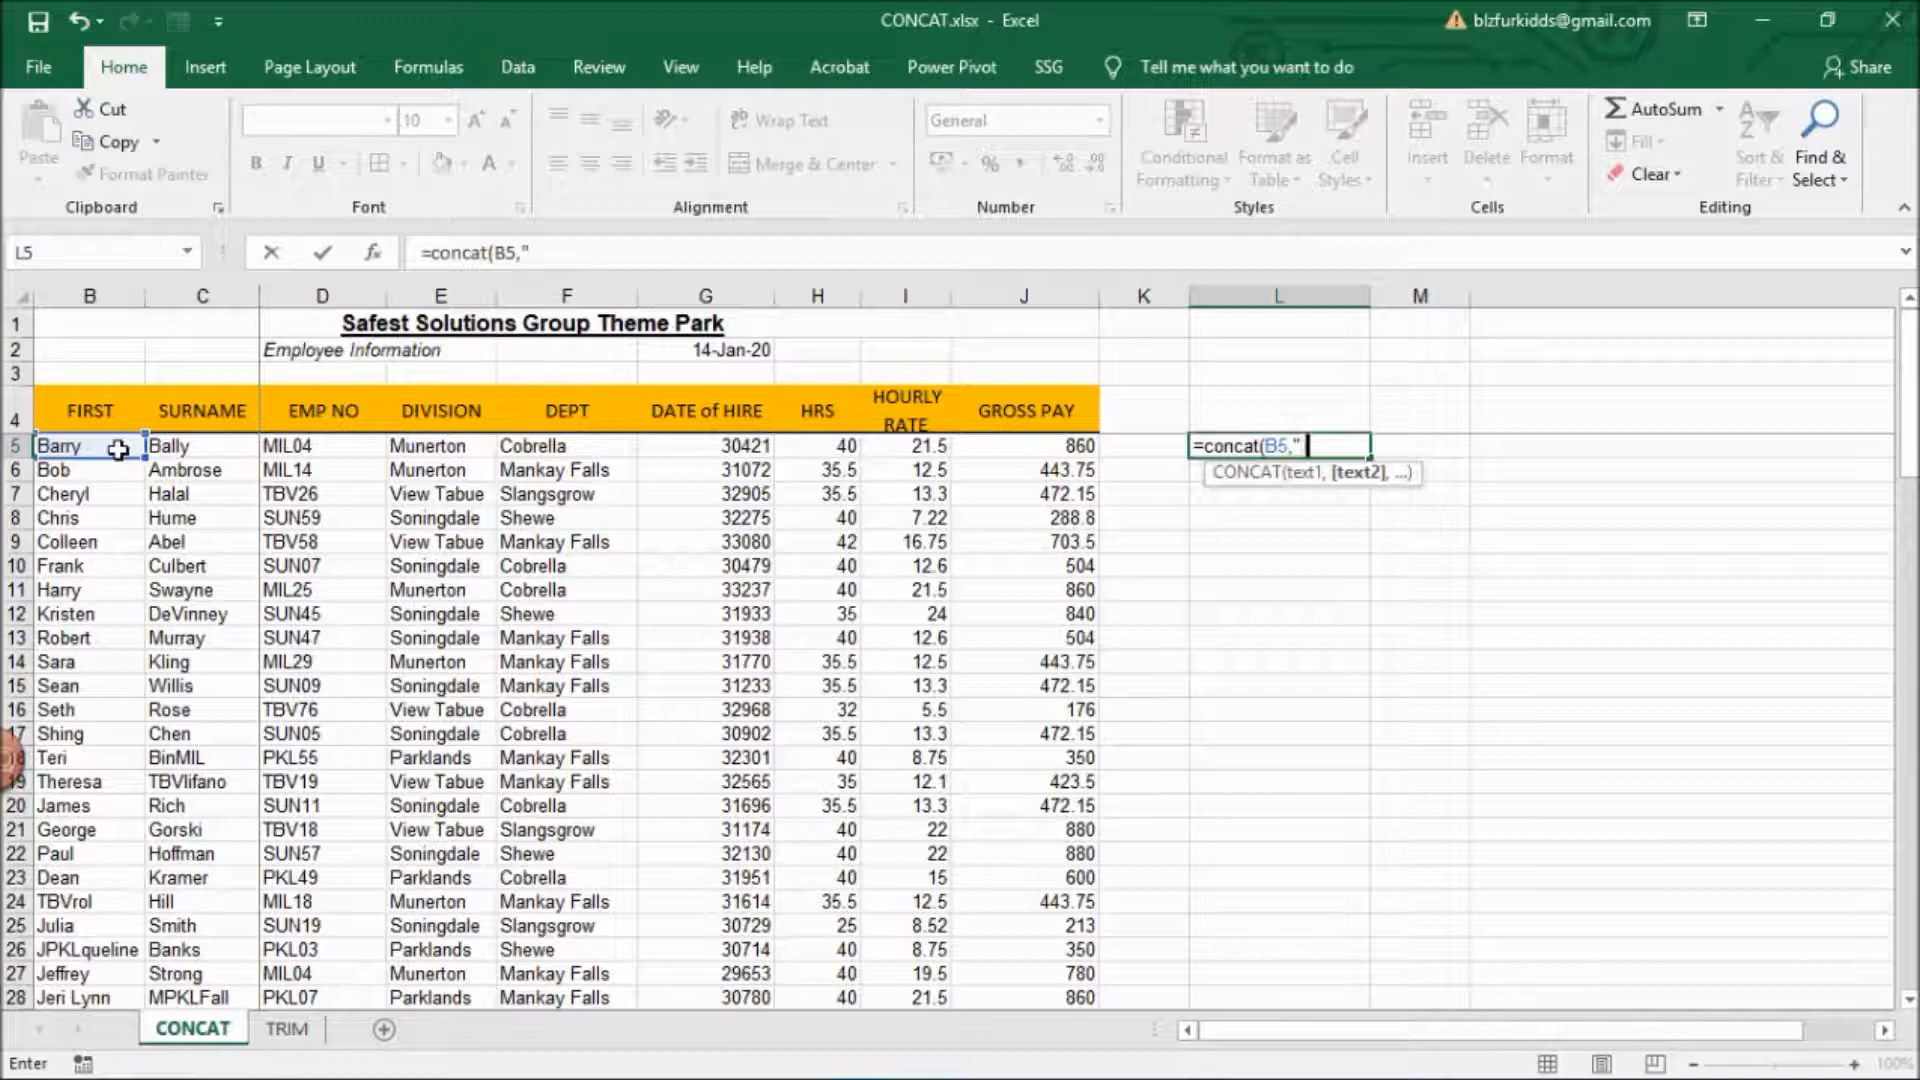 CONCAT.xlsx - Excel
blzfurkidds@gmail.com
File Home Insert Page Layout Formulas Data Review View Help Acrobat Power Pivot SSG Tell me what you want to do Share
Paste
Cut
Copy
Format Painter
Clipboard
10
B I U A
Font
ab Wrap Text
Merge & Center
Alignment
General
%
Number
Conditional Formatting
Format as Table
Cell Styles
Styles
Insert Delete Format
Cells
AutoSum
Fill
Clear
Sort & Filter
Find & Select
Editing
L5 fx =concat(B5,"
B C D E F G H I J K L M
1 Safest Solutions Group Theme Park
2 Employee Information 14-Jan-20
3
4 FIRST SURNAME EMP NO DIVISION DEPT DATE of HIRE HRS HOURLY RATE GROSS PAY
5 Barry Bally MIL04 Munerton Cobrella 30421 40 21.5 860 =concat(B5,"
CONCAT(text1, [text2], ...)
6 Bob Ambrose MIL14 Munerton Mankay Falls 31072 35.5 12.5 443.75
7 Cheryl Halal TBV26 View Tabue Slangsgrow 32905 35.5 13.3 472.15
8 Chris Hume SUN59 Soningdale Shewe 32275 40 7.22 288.8
9 Colleen Abel TBV58 View Tabue Mankay Falls 33080 42 16.75 703.5
10 Frank Culbert SUN07 Soningdale Cobrella 30479 40 12.6 504
11 Harry Swayne MIL25 Munerton Cobrella 33237 40 21.5 860
12 Kristen DeVinney SUN45 Soningdale Shewe 31933 35 24 840
13 Robert Murray SUN47 Soningdale Mankay Falls 31938 40 12.6 504
14 Sara Kling MIL29 Munerton Mankay Falls 31770 35.5 12.5 443.75
15 Sean Willis SUN09 Soningdale Mankay Falls 31233 35.5 13.3 472.15
16 Seth Rose TBV76 View Tabue Cobrella 32968 32 5.5 176
17 Shing Chen SUN05 Soningdale Cobrella 30902 35.5 13.3 472.15
18 Teri BinMIL PKL55 Parklands Mankay Falls 32301 40 8.75 350
19 Theresa TBVlifano TBV19 View Tabue Mankay Falls 32565 35 12.1 423.5
20 James Rich SUN11 Soningdale Cobrella 31696 35.5 13.3 472.15
21 George Gorski TBV18 View Tabue Slangsgrow 31174 40 22 880
22 Paul Hoffman SUN57 Soningdale Shewe 32130 40 22 880
23 Dean Kramer PKL49 Parklands Cobrella 31951 40 15 600
24 TBVrol Hill MIL18 Munerton Mankay Falls 31614 35.5 12.5 443.75
25 Julia Smith SUN19 Soningdale Slangsgrow 30729 25 8.52 213
26 JPKLqueline Banks PKL03 Parklands Shewe 30714 40 8.75 350
27 Jeffrey Strong MIL04 Munerton Mankay Falls 29653 40 19.5 780
28 Jeri Lynn MPKLFall PKL07 Parklands Mankay Falls 30780 40 21.5 860
CONCAT TRIM
Enter 100%